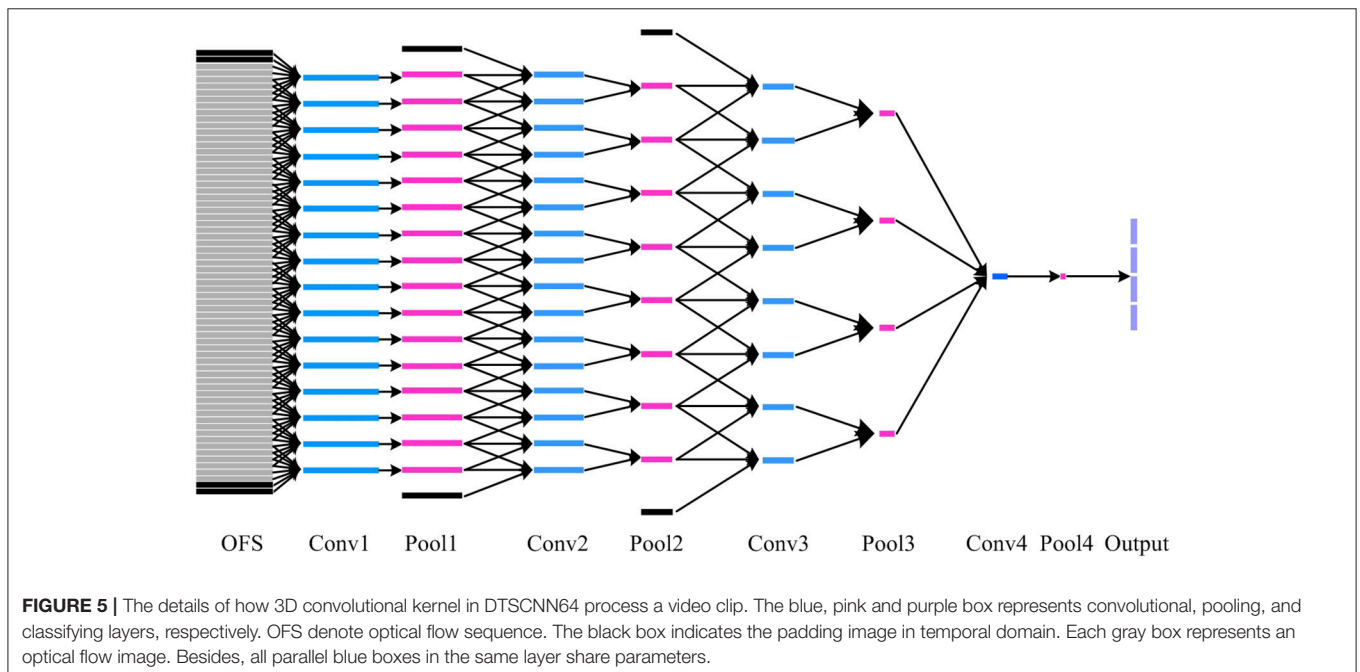 OFS Conv1 Pool1 Conv2 Pool2 Conv3 Pool3 Conv4 Pool4 Output
FIGURE 5 | The details of how 3D convolutional kernel in DTSCNN64 process a video clip. The blue, pink and purple box represents convolutional, pooling, and
classifying layers, respectively. OFS denote optical flow sequence. The black box indicates the padding image in temporal domain. Each gray box represents an
optical flow image. Besides, all parallel blue boxes in the same layer share parameters.